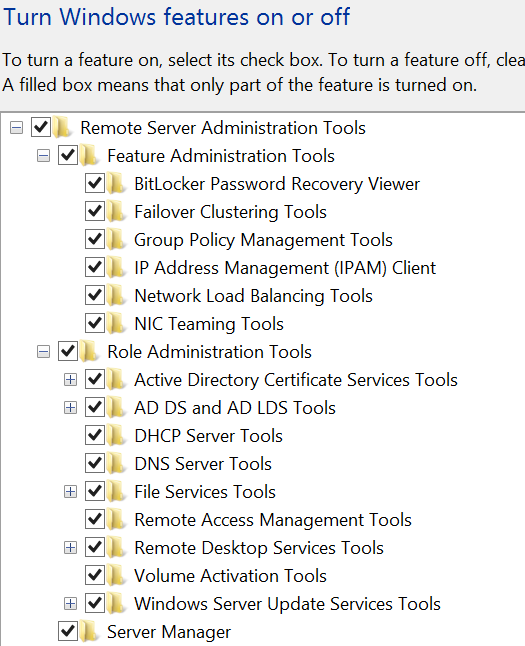 Turn Windows features on or off
To turn a feature on, select its check box. To turn a feature off, clea
A filled box means that only part of the feature is turned on.
Remote Server Administration Tools
Feature Administration Tools
BitLocker Password Recovery Viewer
Failover Clustering Tools
Group Policy Management Tools
IP Address Management (IPAM) Client
Network Load Balancing Tools
NIC Teaming Tools
Role Administration Tools
Active Directory Certificate Services Tools
AD DS and AD LDS Tools
DHCP Server Tools
DNS Server Tools
File Services Tools
Remote Access Management Tools
Remote Desktop Services Tools
Volume Activation Tools
Windows Server Update Services Tools
Server Manager